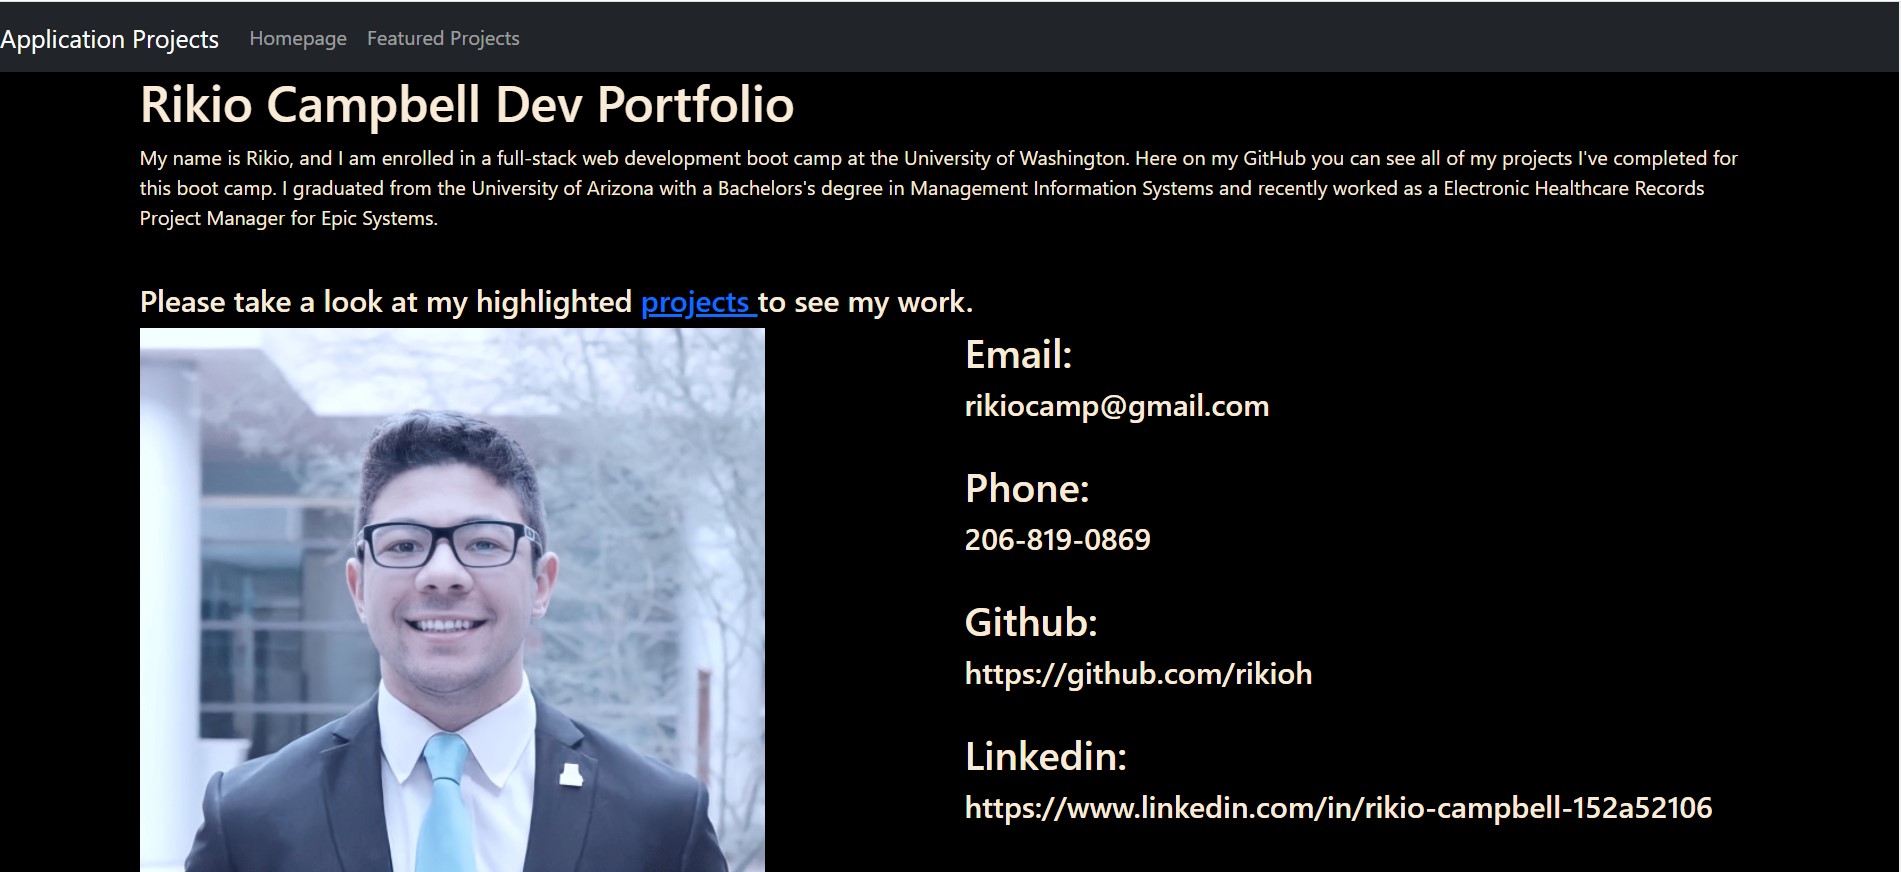 Application Projects Homepage Featured Projects
Rikio Campbell Dev Portfolio
My name is Rikio, and I am enrolled in a full-stack web development boot camp at the University of Washington. Here on my GitHub you can see all of my projects I've completed for
this boot camp. I graduated from the University of Arizona with a Bachelors's degree in Management Information Systems and recently worked as a Electronic Healthcare Records
Project Manager for Epic Systems.
Please take a look at my highlighted projects to see my work.
Email:
rikiocamp@gmail.com
Phone:
206-819-0869
Github:
https://github.com/rikioh
Linkedin:
https://www.linkedin.com/in/rikio-campbell-152a52106